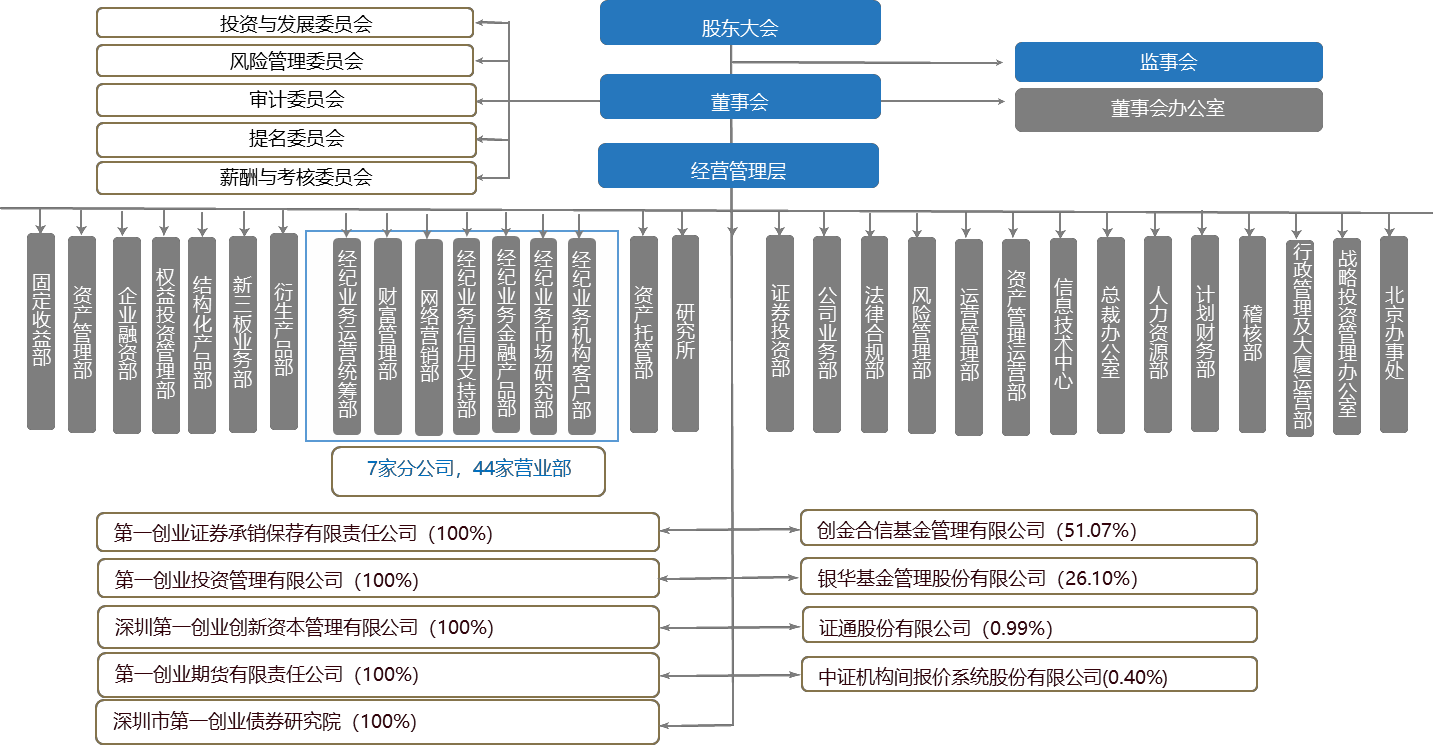 投资与发展委员会
风险管理委员会
审计委员会
提名委员会
薪酬与考核委员会
股东大会
董事会
经营管理层
监事会
董事会办公室
固定收益部
资产管理部
企业融资部
权益投资管理部
结构化产品部
新三板业务部
衍生产品部
经纪业务运营统筹部
财富管理部
网络营销部
经纪业务信用支持部
经纪业务金融产品部
经纪业务市场研究部
经纪业务机构客户部
资产托管部
研究所
证券投资部
公司业务部
法律合规部
风险管理部
运营管理部
资产管理运营部
信息技术中心
总裁办公室
人力资源部
计划财务部
稽核部
行政管理及大厦运营部
战略投资管理办公室
北京办事处
7家分公司，44家营业部
第一创业证券承销保荐有限责任公司（100%）
第一创业投资管理有限公司（100%）
深圳第一创业创新资本管理有限公司（100%）
第一创业期货有限责任公司（100%）
深圳市第一创业债券研究院（100%）
创金合信基金管理有限公司（51.07%）
银华基金管理股份有限公司（26.10%）
证通股份有限公司（0.99%）
中证机构间报价系统股份有限公司(0.40%)